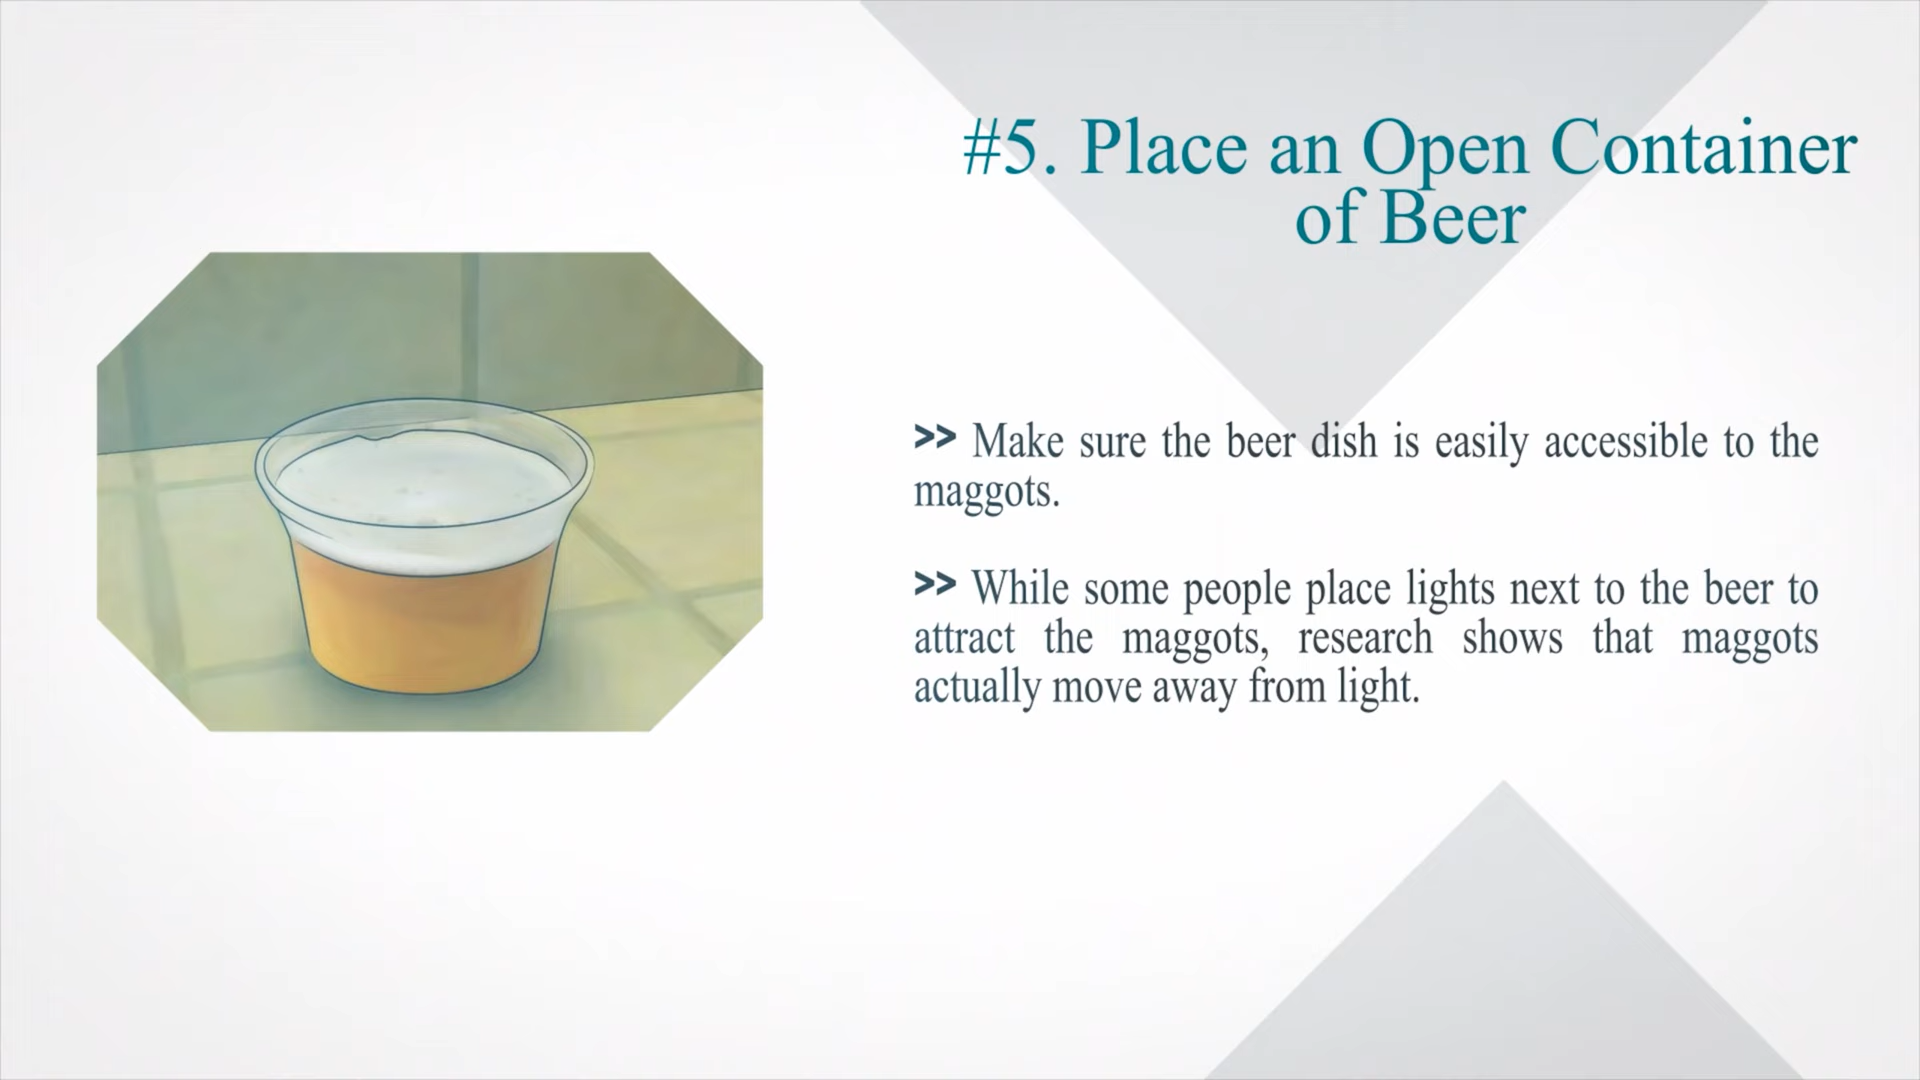 #5. Place an Open Container
of Beer
>> Make sure the beer dish is easily accessible to the
maggots.
>> While some people place lights next to the beer to
attract the maggots, research shows that maggots
actually move away from light.